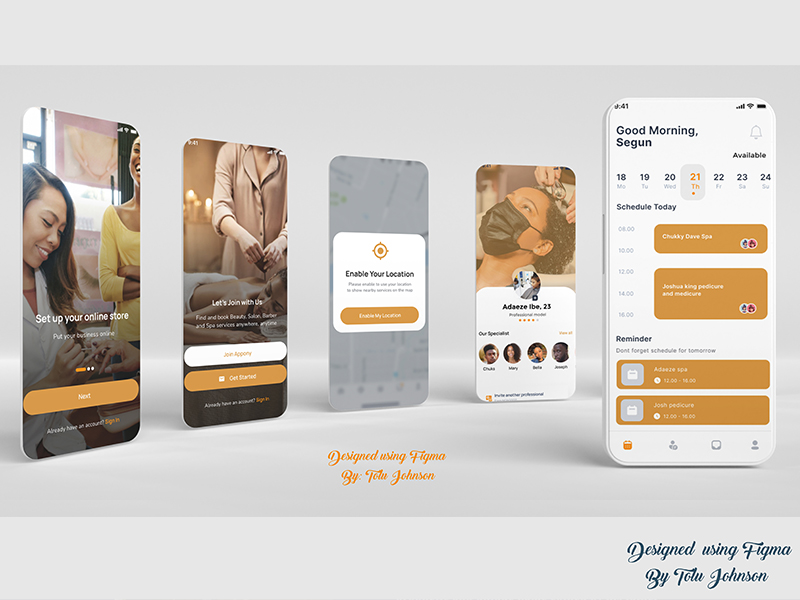 Set up your online store
Put your business online
Next
Already have an account? Sign In
9:41
Let's Join with Us
Find and book Beauty, Salon, Barber
and Spa services anywhere, anytime
Join Appony
Get Started
Already have an account? Sign In
Enable Your Location
Please enable to use your location
to show nearby services on the map
Enable My Location
Adaeze Ibe, 23
Professional model
Our Specialist
View all
Chulo
Mary
Bella
Joseph
Invite another professional
9:41
Good Morning,
Segun
Available
18 19 20 21 22 23 24
Mo Tu Wed Th Fr Sa Su
Schedule Today
08.00
Chukky Dave Spa
10.00
12.00
Joshua king pedicure
and medicure
14.00
16.00
Reminder
Dont forget schedule for tomorrow
Adaeze spa
12.00 - 16.00
Josh pedicure
12.00 - 16.00
Designed using Figma
By: Tolu Johnson
Designed using Figma
By Tolu Johnson